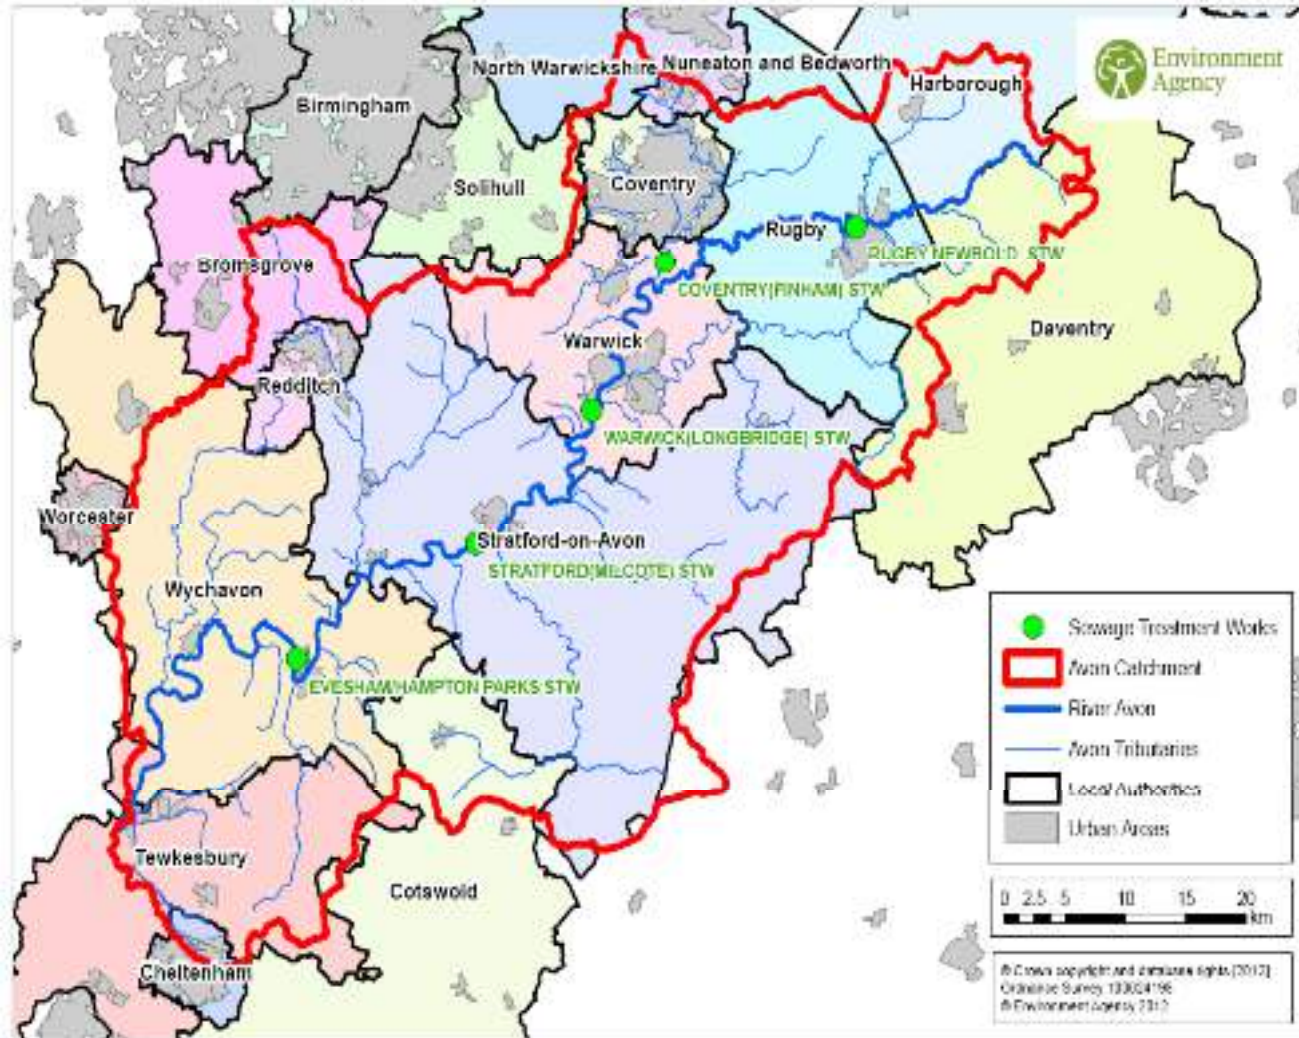 Environment
Agency
North Warwickshire
Nuneaton and Bedworth
Harborough
Birmingham
Solihull
Coventry
Rugby
RUGBY NEWBOLD STW
Bromsgrove
COVENTRY(FINHAM) STW
Daventry
Warwick
Redditch
WARWICK(LONGBRIDGE) STW
Worcester
Stratford-on-Avon
STRATFORD(MILCOTE) STW
Wychavon
EVESHAM/HAMPTON PARKS STW
Tewkesbury
Cotswold
Cheltenham
Sewage Treatment Works
Avon Catchment
River Avon
Avon Tributaries
Local Authorities
Urban Areas
0 2.5 5 10 15 20
km
© Crown copyright and database rights [2012]
Ordnance Survey 100024198
© Environment Agency 2012